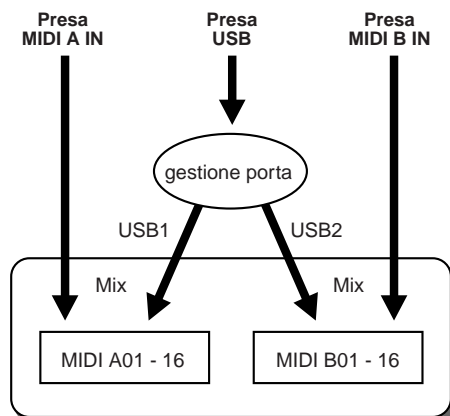 Presa
MIDI A IN
Presa
USB
Presa
MIDI B IN
gestione porta
USB1
USB2
Mix
Mix
MIDI A01 - 16
MIDI B01 - 16